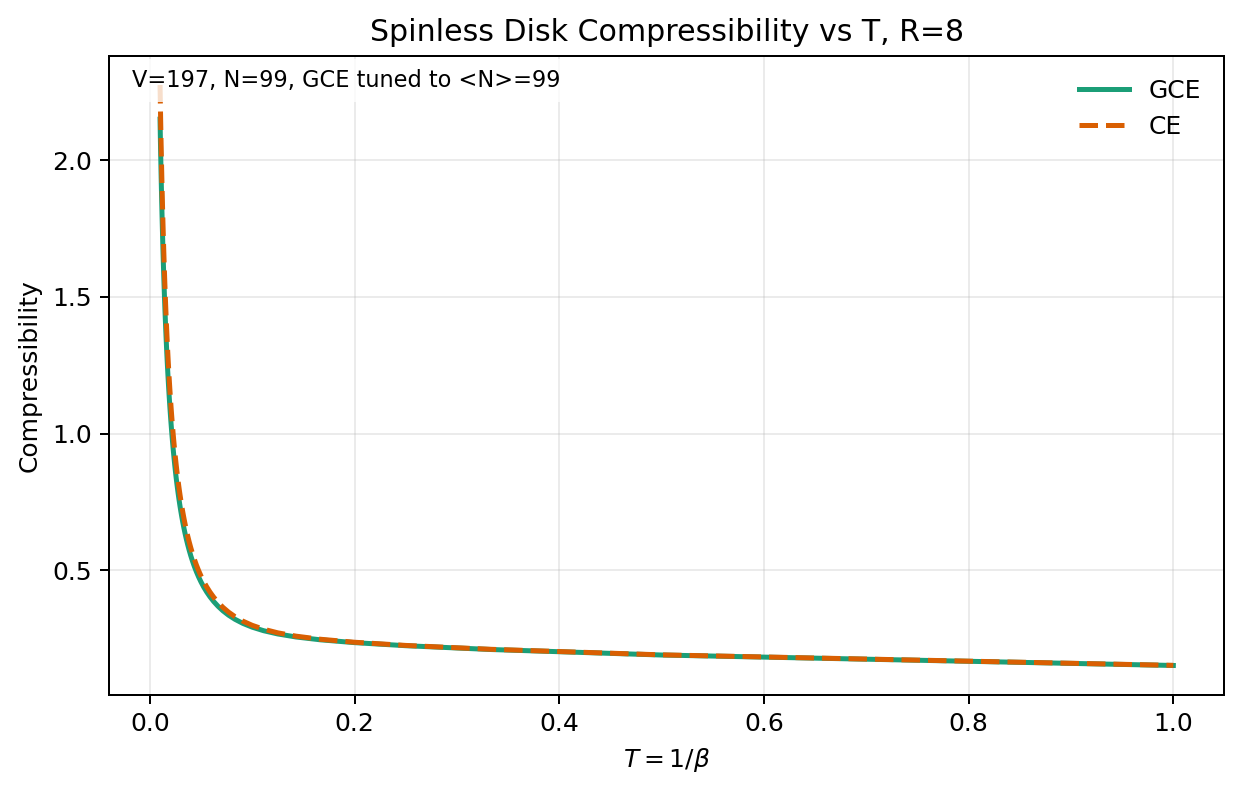 Spinless Disk Compressibility vs T, R=8
V=197, N=99, GCE tuned to <N>=99
GCE
CE
2.0
1.5
1.0
0.5
Compressibility
0.0 0.2 0.4 0.6 0.8 1.0
T = 1/β